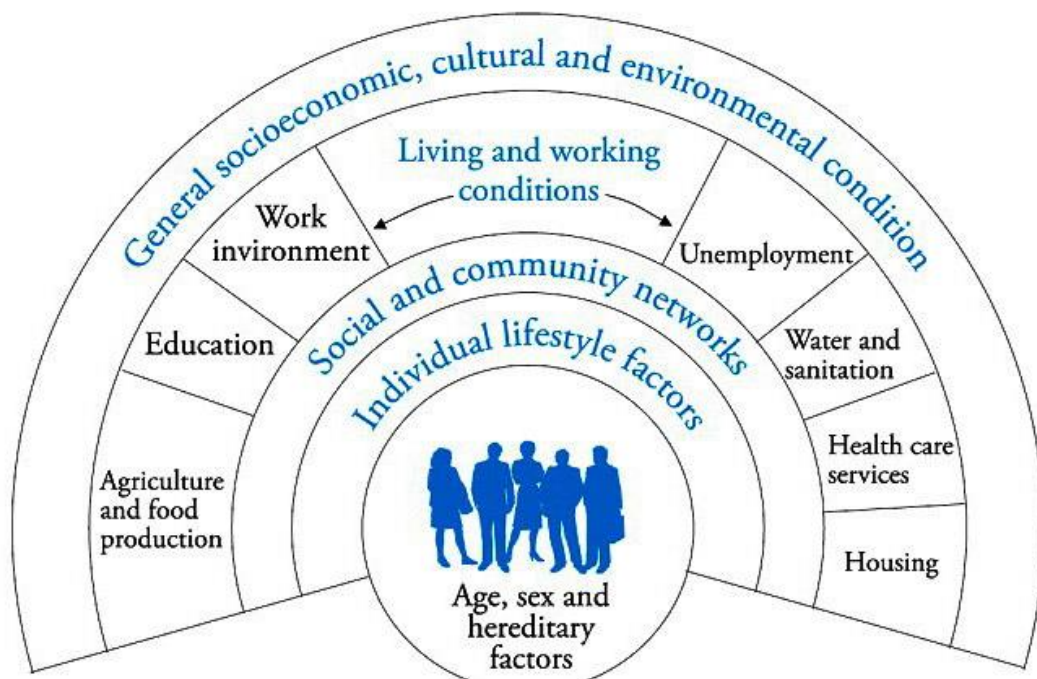 General socioeconomic, cultural and environmental condition
Living and working
conditions
Work
invironment
Unemployment
Education
Water and
sanitation
Agriculture
and food
production
Health care
services
Housing
Social and community networks
Individual lifestyle factors
Age, sex and
hereditary
factors